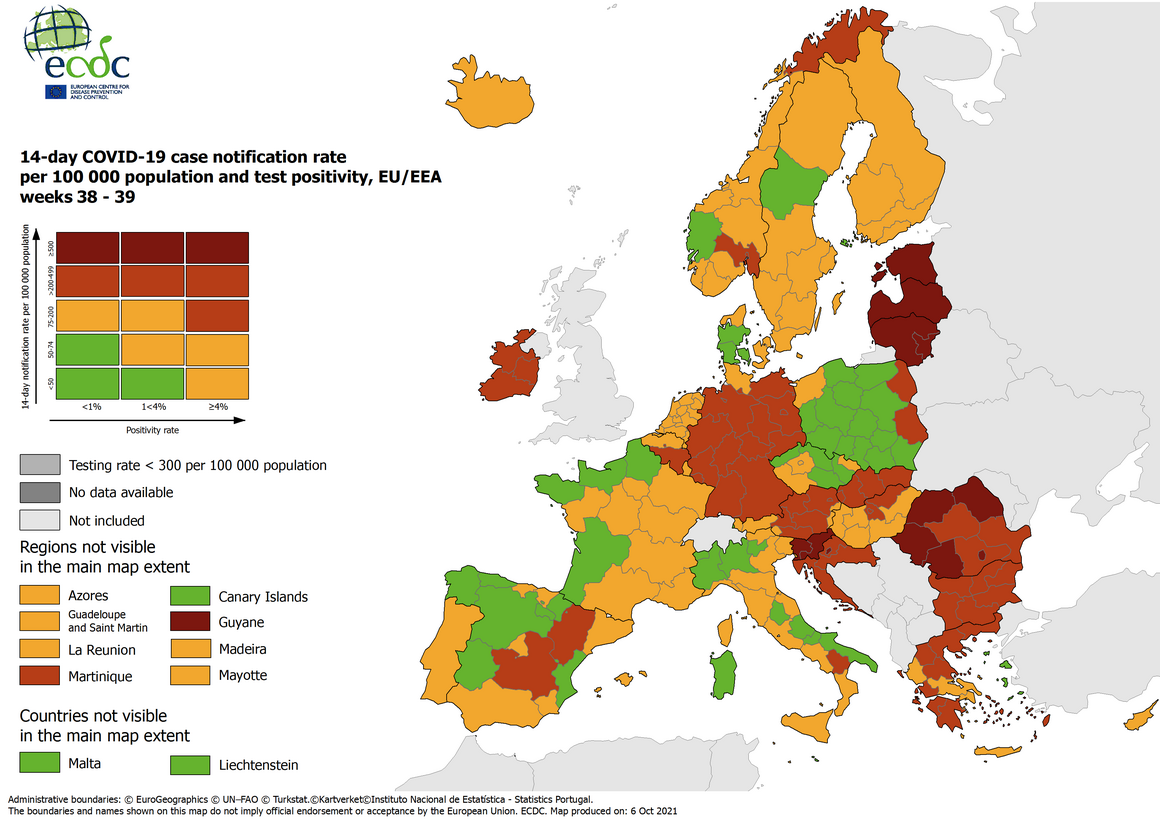 ecdc
EUROPEAN CENTRE FOR
DISEASE PREVENTION
AND CONTROL
14-day COVID-19 case notification rate
per 100 000 population and test positivity, EU/EEA
weeks 38 - 39
14-day notification rate per 100 000 population
≥500
>200-499
75-200
50-74
<50
<1%
1<4%
≥4%
Positivity rate
Testing rate < 300 per 100 000 population
No data available
Not included
Regions not visible
in the main map extent
Azores
Canary Islands
Guadeloupe
and Saint Martin
Guyane
La Reunion
Madeira
Martinique
Mayotte
Countries not visible
in the main map extent
Malta
Liechtenstein
Administrative boundaries: © EuroGeographics © UN–FAO © Turkstat.©Kartverket©Instituto Nacional de Estatística - Statistics Portugal.
The boundaries and names shown on this map do not imply official endorsement or acceptance by the European Union. ECDC. Map produced on: 6 Oct 2021